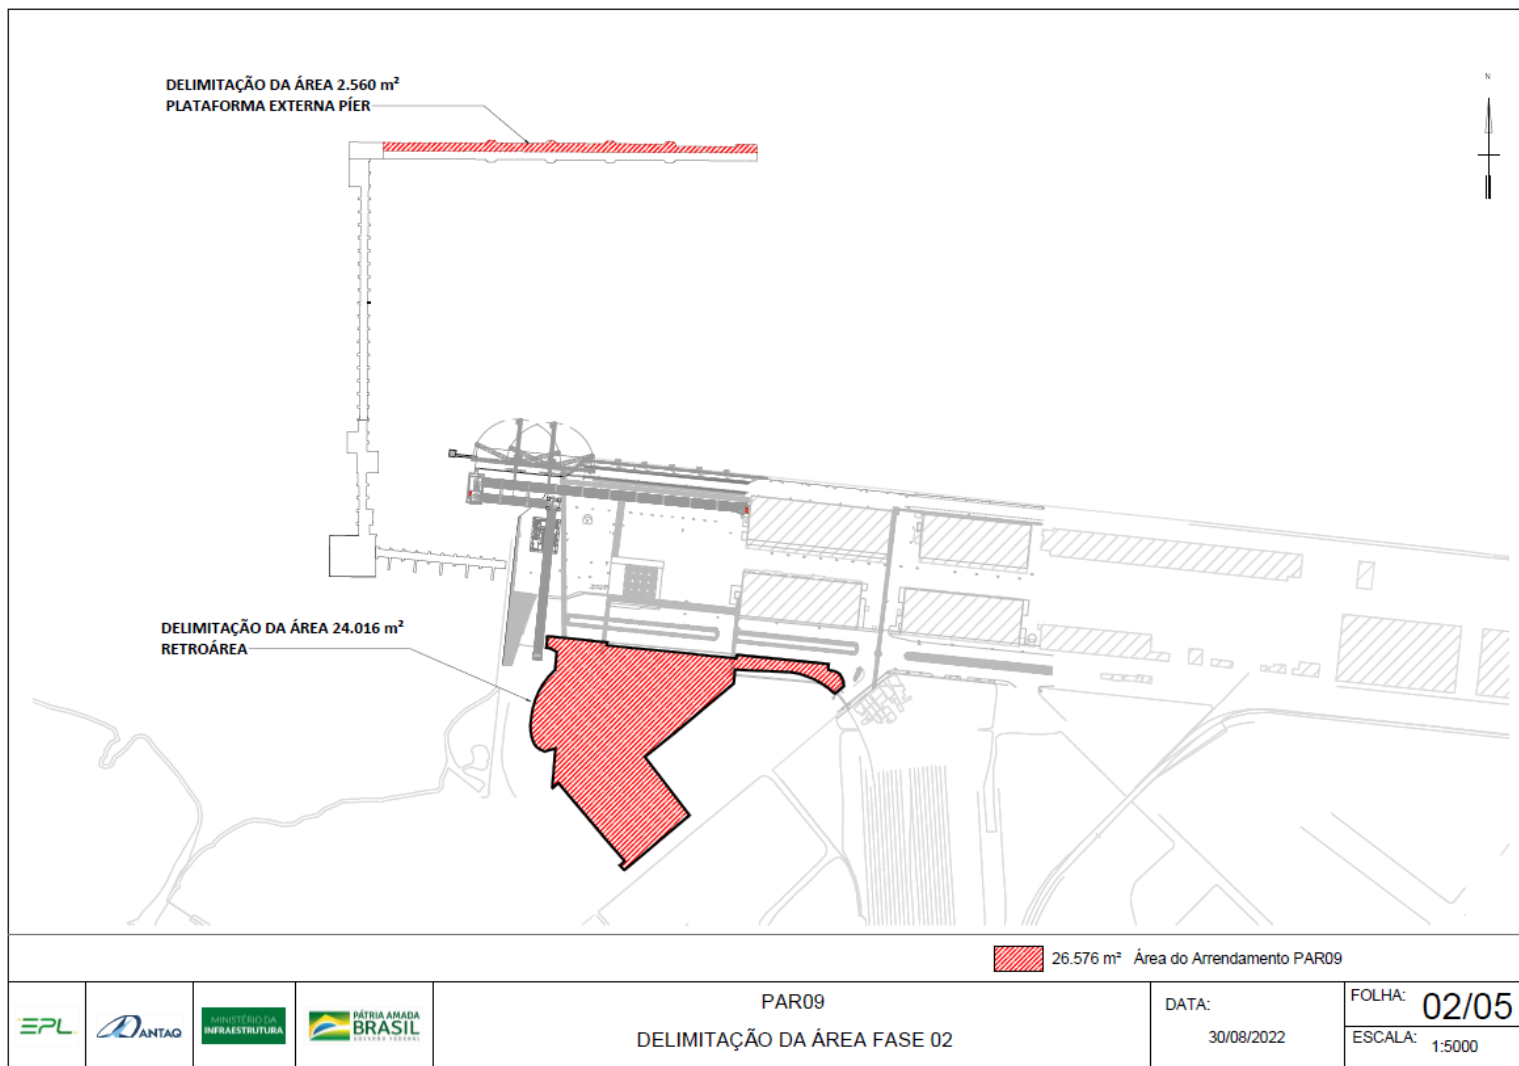 DELIMITAÇÃO DA ÁREA 2.560 m²
PLATAFORMA EXTERNA PÍER
N
DELIMITAÇÃO DA ÁREA 24.016 m²
RETROÁREA
26.576 m² Área do Arrendamento PAR09
EPL
ANTAQ
MINISTÉRIO DA
INFRAESTRUTURA
PÁTRIA AMADA
BRASIL
GOVERNO FEDERAL
PAR09
DELIMITAÇÃO DA ÁREA FASE 02
DATA:
30/08/2022
FOLHA: 02/05
ESCALA: 1:5000